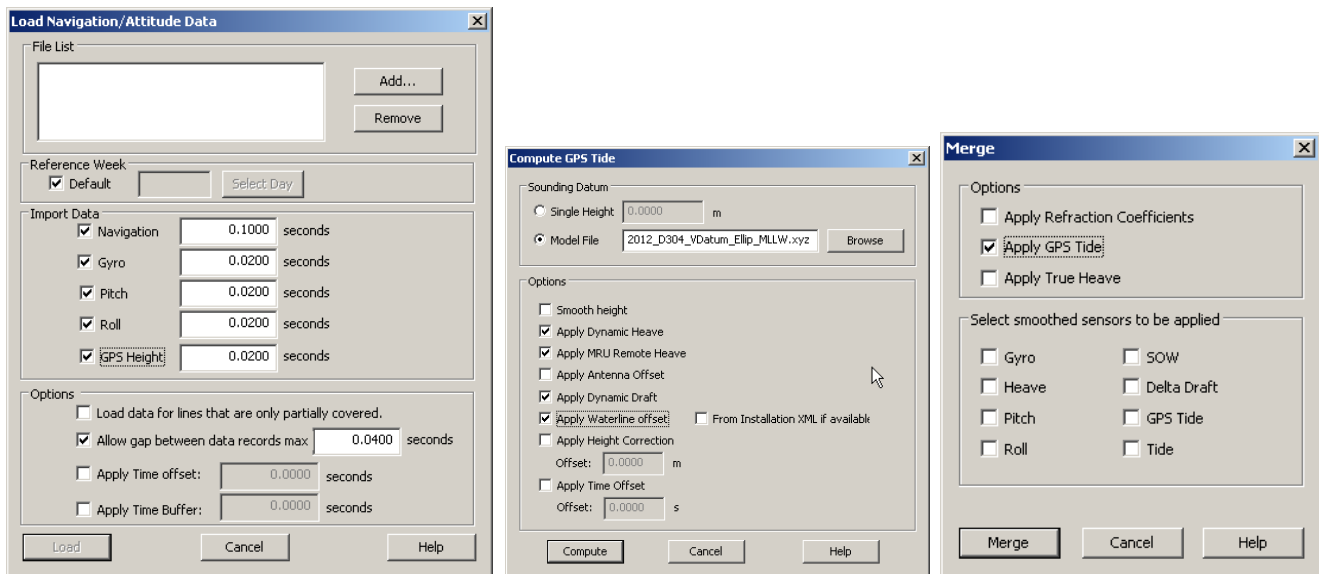 Load Navigation/Attitude Data
File List
Add...
Remove
Reference Week
Default
Select Day
Import Data
Navigation 0.1000 seconds
Gyro 0.0200 seconds
Pitch 0.0200 seconds
Roll 0.0200 seconds
GPS Height 0.0200 seconds
Options
Load data for lines that are only partially covered.
Allow gap between data records max 0.0400 seconds
Apply Time offset: 0.0000 seconds
Apply Time Buffer: 0.0000 seconds
Load Cancel Help
Compute GPS Tide
Sounding Datum
Single Height 0.0000 m
Model File 2012_D304_VDatum_Ellip_MLLW.xyz Browse
Options
Smooth height
Apply Dynamic Heave
Apply MRU Remote Heave
Apply Antenna Offset
Apply Dynamic Draft
Apply Waterline offset From Installation XML if available
Apply Height Correction
Offset: 0.0000 m
Apply Time Offset
Offset: 0.0000 s
Compute Cancel Help
Merge
Options
Apply Refraction Coefficients
Apply GPS Tide
Apply True Heave
Select smoothed sensors to be applied
Gyro SOW
Heave Delta Draft
Pitch GPS Tide
Roll Tide
Merge Cancel Help